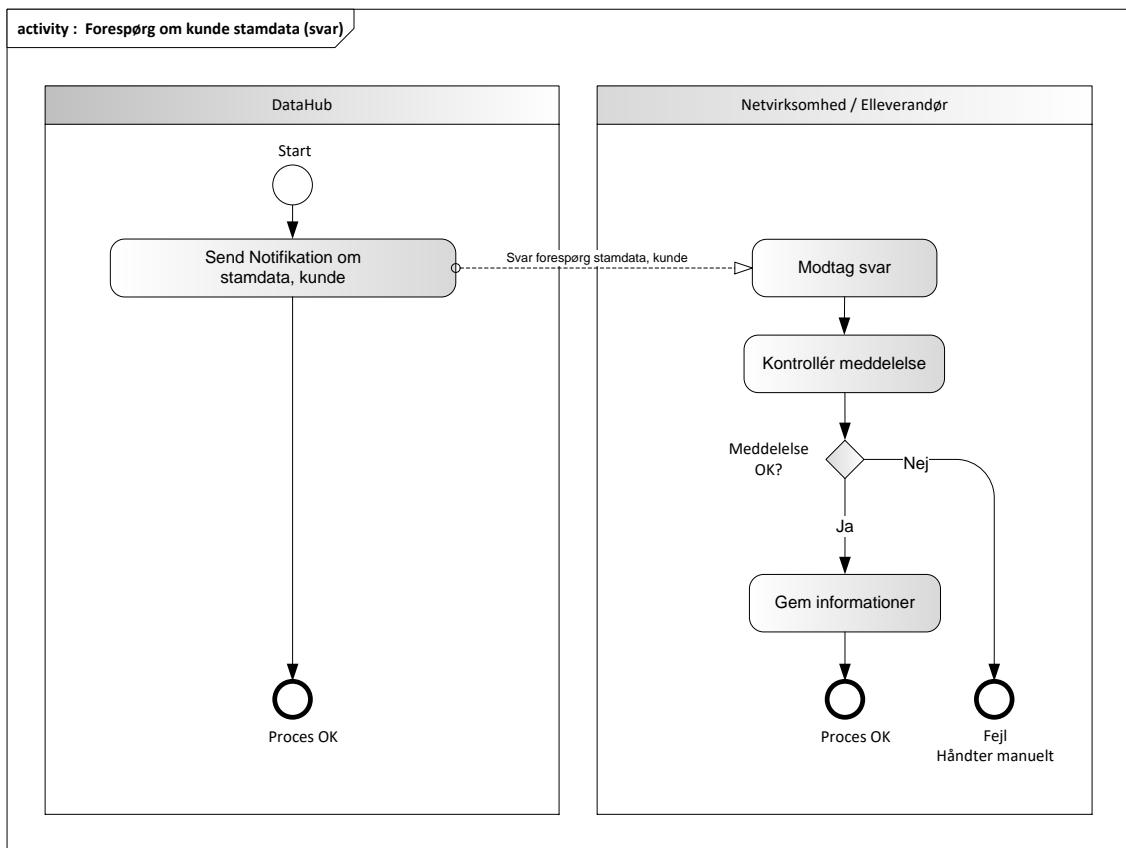 activity : Forespørg om kunde stamdata (svar)
DataHub
Netvirksomhed / Elleverandør
Start
Send Notifikation om
stamdata, kunde
Svar forespørg stamdata, kunde
Modtag svar
Kontrollér meddelelse
Meddelelse
OK?
Nej
Ja
Gem informationer
Proces OK
Proces OK
Fejl
Håndter manuelt